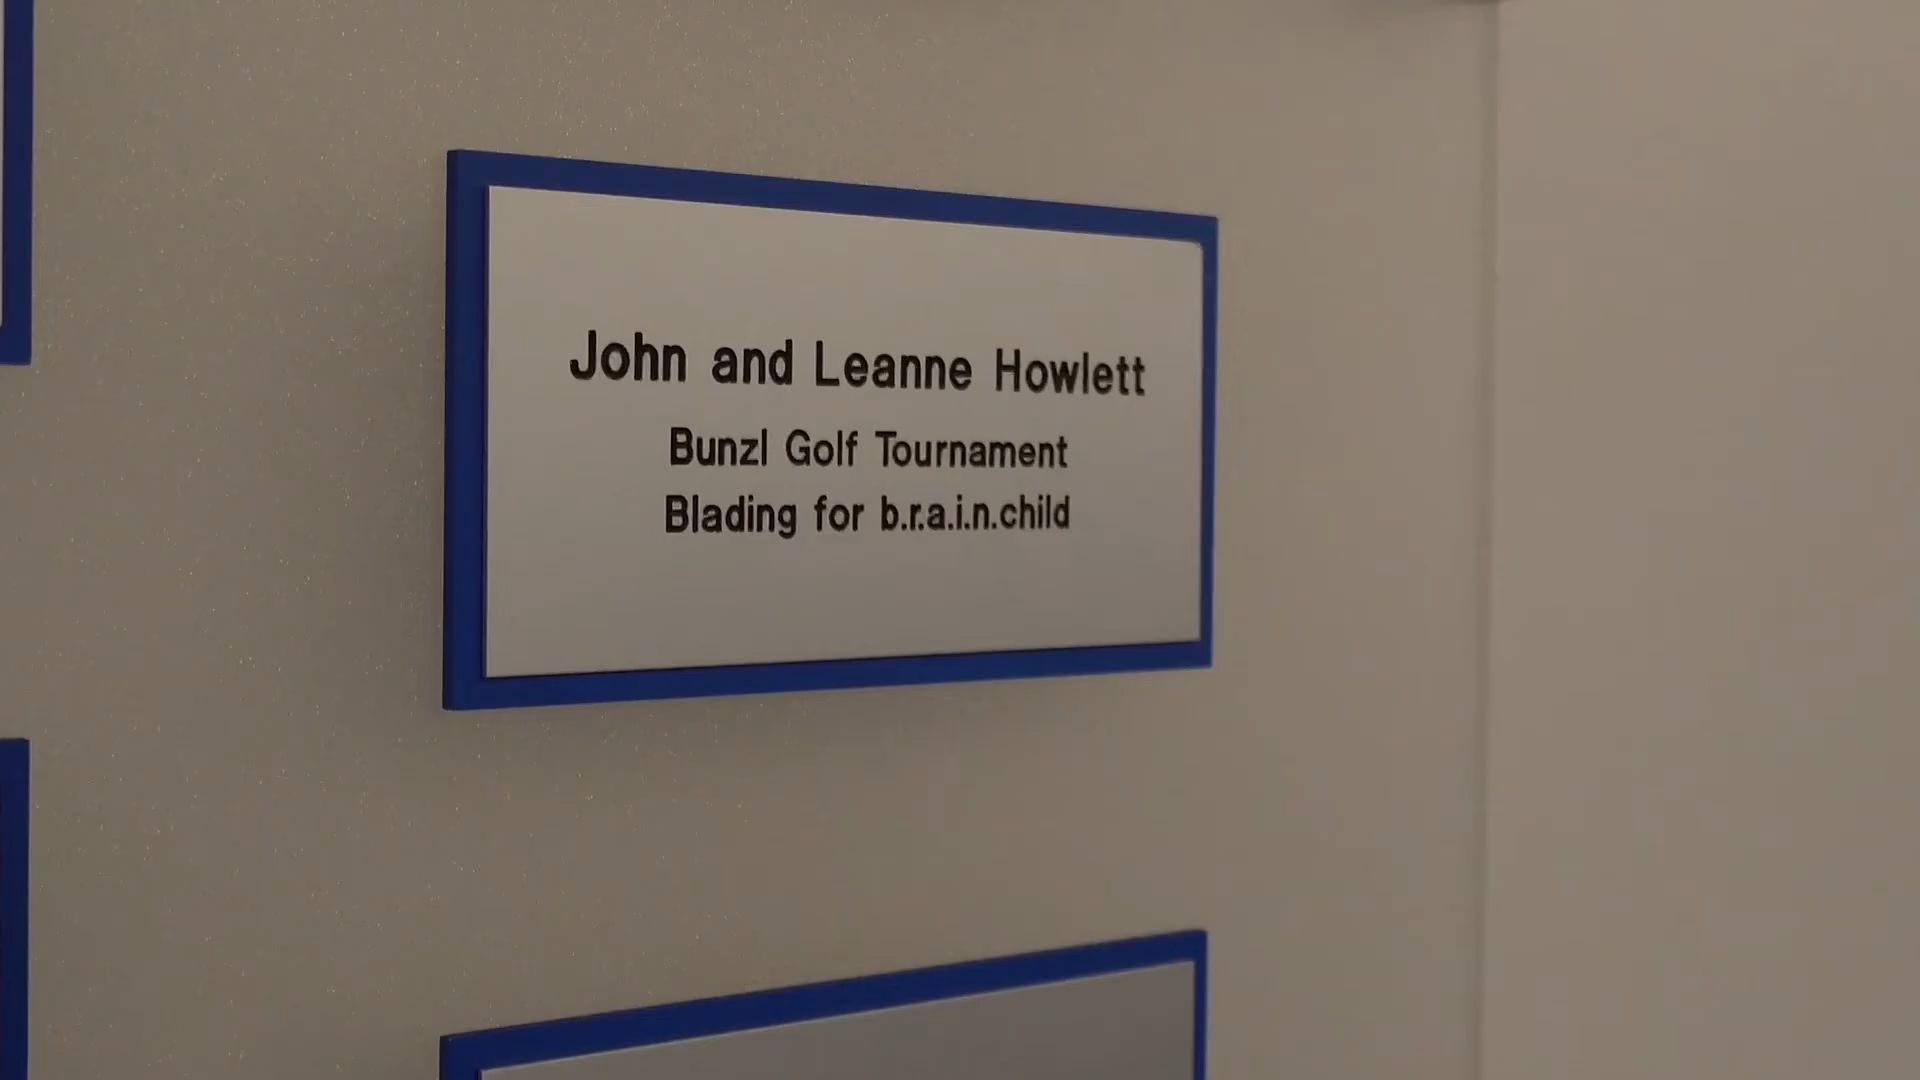 John and Leanne Howlett
Bunzl Golf Tournament
Blading for b.r.a.i.n.child